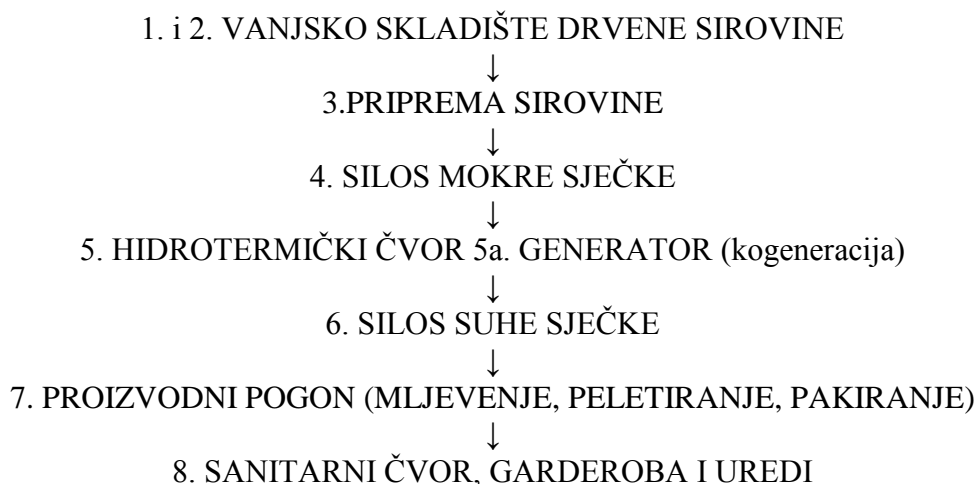 1. i 2. VANJSKO SKLADIŠTE DRVENE SIROVINE
↓
3.PRIPREMA SIROVINE
↓
4. SILOS MOKRE SJEČKE
↓
5. HIDROTERMIČKI ČVOR 5a. GENERATOR (kogeneracija)
↓
6. SILOS SUHE SJEČKE
↓
7. PROIZVODNI POGON (MLJEVENJE, PELETIRANJE, PAKIRANJE)
↓
8. SANITARNI ČVOR, GARDEROBA I UREDI